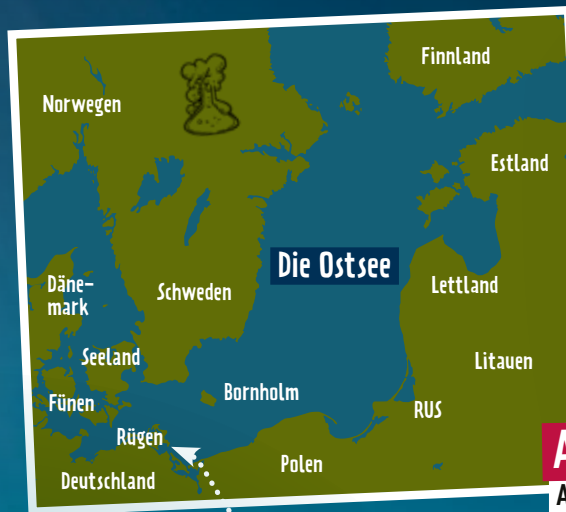 Finnland
Norwegen
Estland
Die Ostsee
Däne-
mark
Schweden
Lettland
Seeland
Litauen
Fünen
Bornholm
RUS
Rügen
Polen
Deutschland
A
A